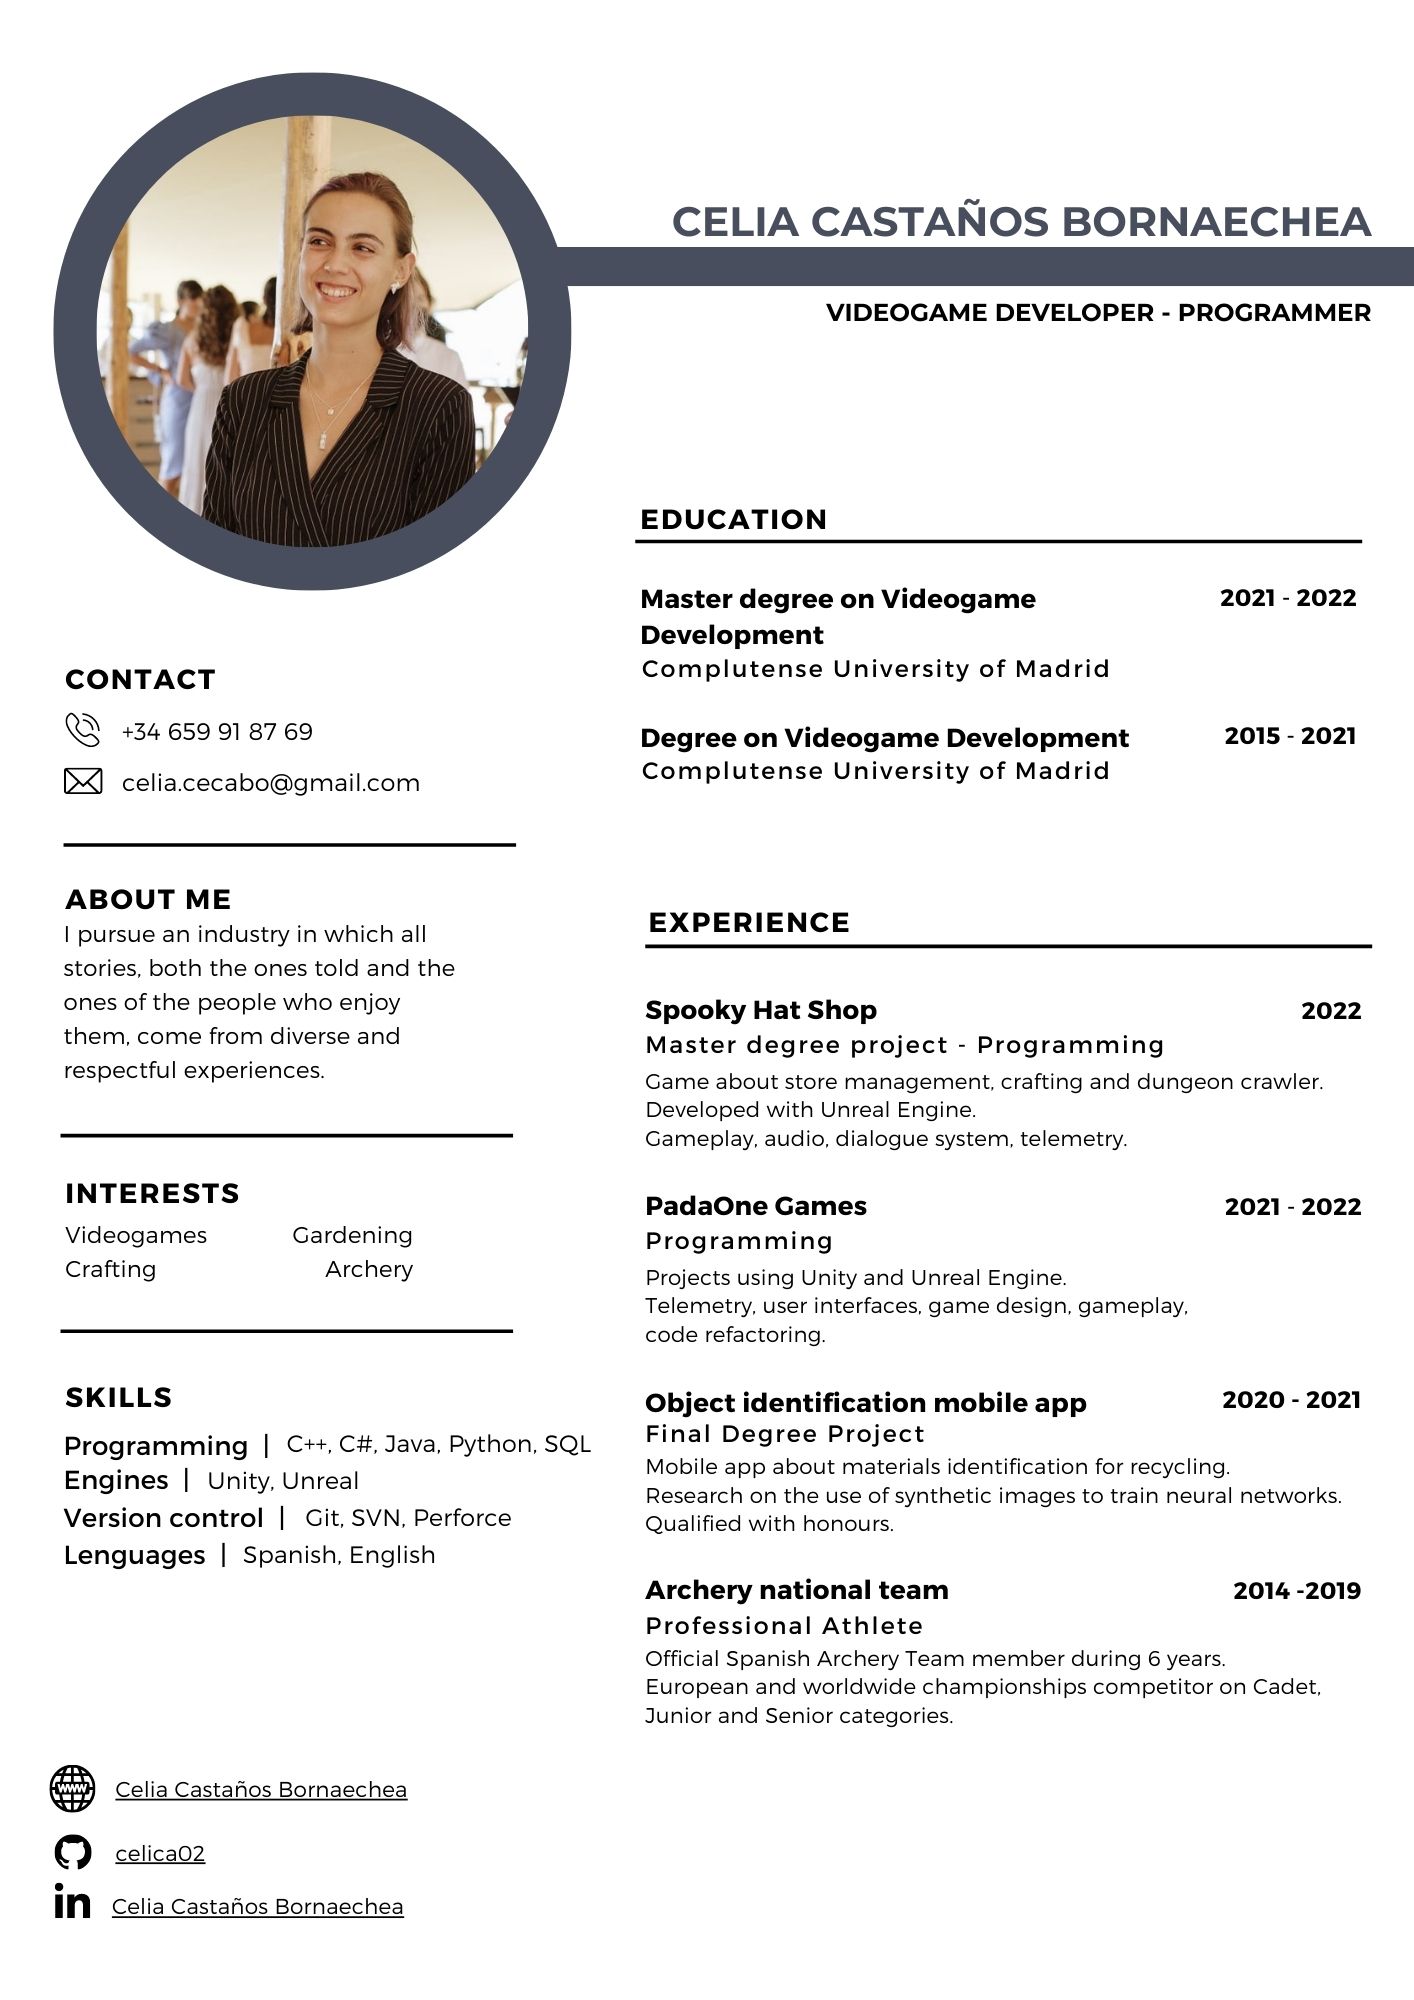 CELIA CASTAÑOS BORNAECHEA
VIDEOGAME DEVELOPER - PROGRAMMER
CONTACT
+34 659 91 87 69
celia.cecabo@gmail.com
ABOUT ME
I pursue an industry in which all
stories, both the ones told and the
ones of the people who enjoy
them, come from diverse and
respectful experiences.
INTERESTS
Videogames Gardening
Crafting Archery
SKILLS
Programming | C++, C#, Java, Python, SQL
Engines | Unity, Unreal
Version control | Git, SVN, Perforce
Lenguages | Spanish, English
www Celia Castaños Bornaechea
celica02
in Celia Castaños Bornaechea
EDUCATION
Master degree on Videogame 2021 - 2022
Development
Complutense University of Madrid
Degree on Videogame Development 2015 - 2021
Complutense University of Madrid
EXPERIENCE
Spooky Hat Shop 2022
Master degree project - Programming
Game about store management, crafting and dungeon crawler.
Developed with Unreal Engine.
Gameplay, audio, dialogue system, telemetry.
PadaOne Games 2021 - 2022
Programming
Projects using Unity and Unreal Engine.
Telemetry, user interfaces, game design, gameplay,
code refactoring.
Object identification mobile app 2020 - 2021
Final Degree Project
Mobile app about materials identification for recycling.
Research on the use of synthetic images to train neural networks.
Qualified with honours.
Archery national team 2014 -2019
Professional Athlete
Official Spanish Archery Team member during 6 years.
European and worldwide championships competitor on Cadet,
Junior and Senior categories.